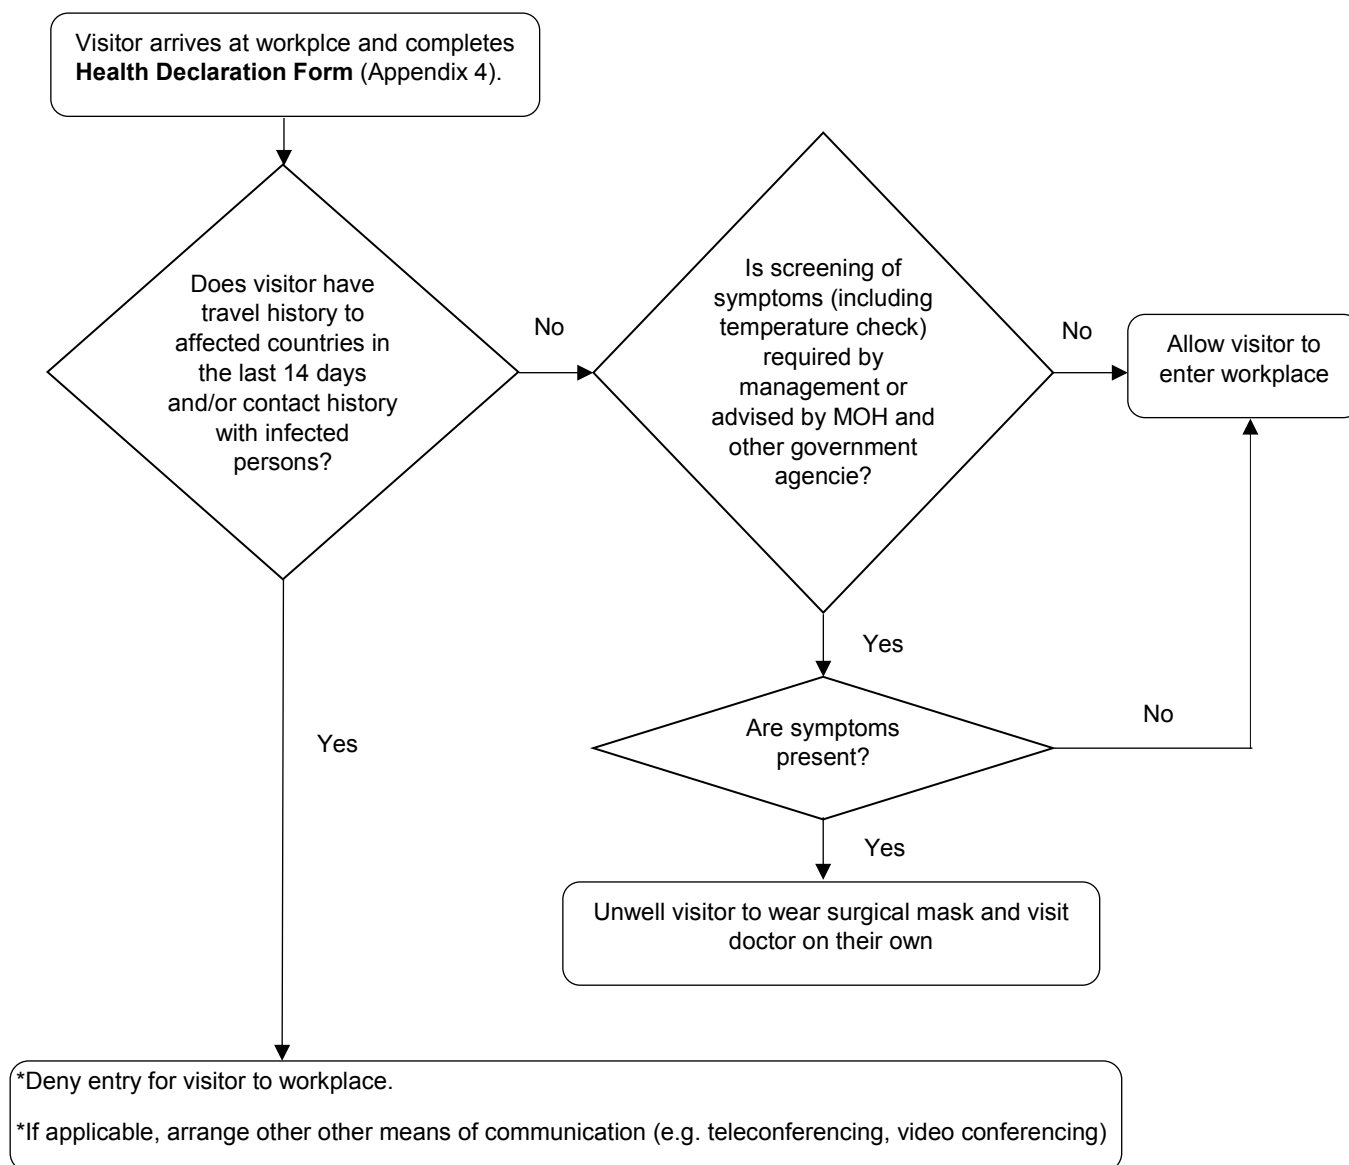 Visitor arrives at workplce and completes
Health Declaration Form (Appendix 4).
Does visitor have
travel history to
affected countries in
the last 14 days
and/or contact history
with infected
persons?
No
Is screening of
symptoms (including
temperature check)
required by
management or
advised by MOH and
other government
agencie?
No
Allow visitor to
enter workplace
Yes
Are symptoms
present?
No
Yes
Yes
Unwell visitor to wear surgical mask and visit
doctor on their own
*Deny entry for visitor to workplace.
*If applicable, arrange other other means of communication (e.g. teleconferencing, video conferencing)